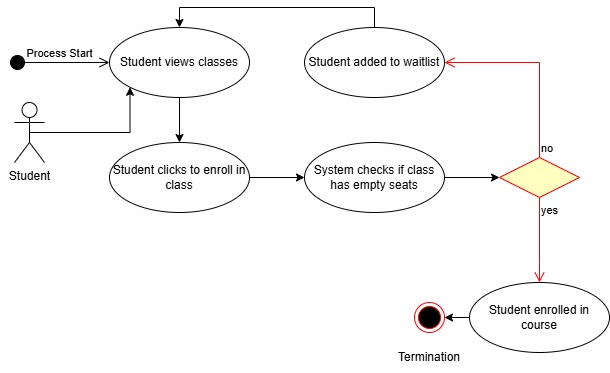 Process Start
Student views classes
Student added to waitlist
Student
Student clicks to enroll in
class
System checks if class
has empty seats
no
yes
Student enrolled in
course
Termination